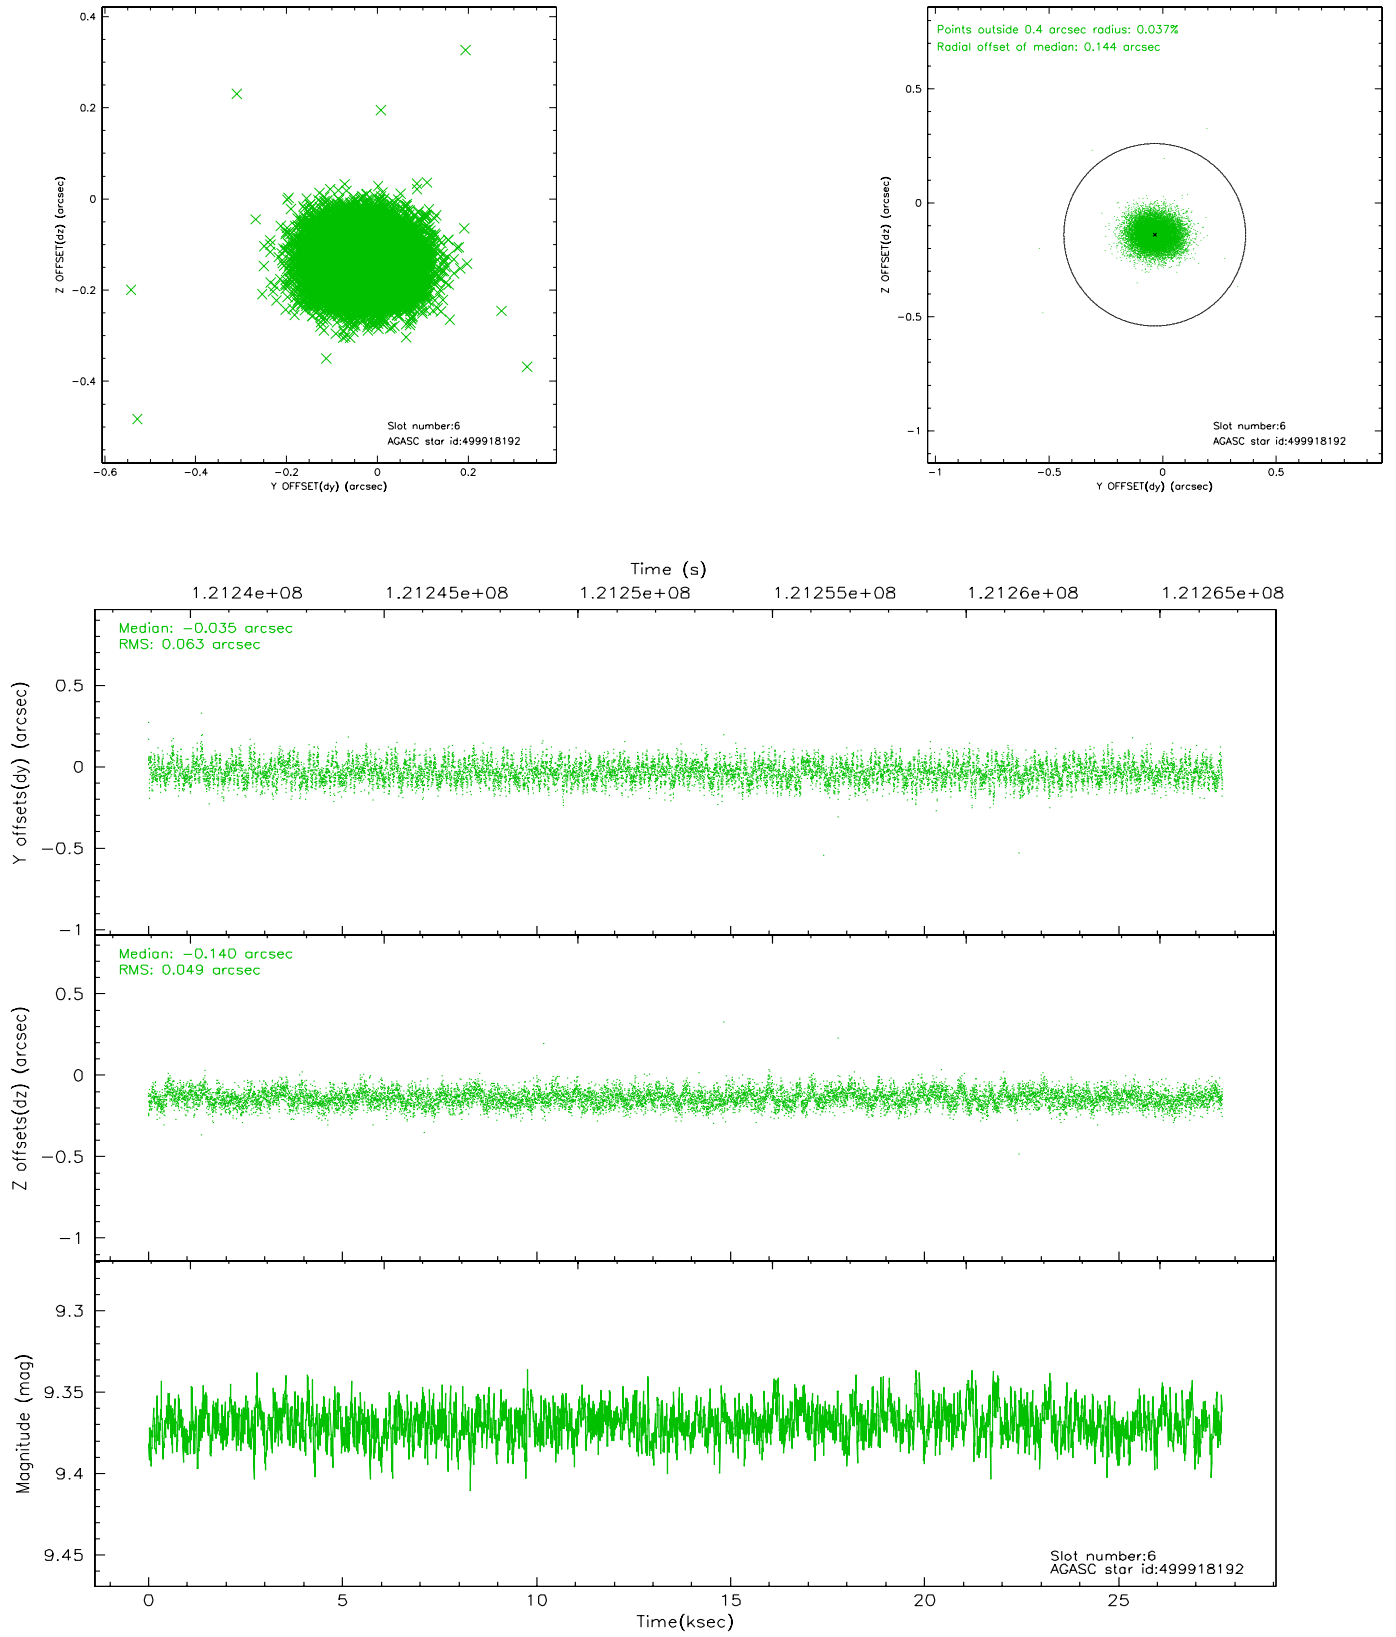 0.4
0.2
0
−0.2
−0.4
−0.6
−0.4
−0.2
0
0.2
Z OFFSET(dz) (arcsec)
Y OFFSET(dy) (arcsec)
Slot number:6
AGASC star id:499918192
Points outside 0.4 arcsec radius: 0.037%
Radial offset of median: 0.144 arcsec
0.5
0
−0.5
−1
−1
−0.5
0
0.5
Z OFFSET(dz) (arcsec)
Y OFFSET(dy) (arcsec)
Slot number:6
AGASC star id:499918192
Time (s)
1.2124e+08
1.21245e+08
1.2125e+08
1.21255e+08
1.2126e+08
1.21265e+08
Median: −0.035 arcsec
RMS: 0.063 arcsec
0.5
0
−0.5
−1
Y offsets(dy) (arcsec)
Median: −0.140 arcsec
RMS: 0.049 arcsec
0.5
0
−0.5
−1
Z offsets(dz) (arcsec)
9.3
9.35
9.4
9.45
Magnitude (mag)
Slot number:6
AGASC star id:499918192
0
5
10
15
20
25
Time(ksec)